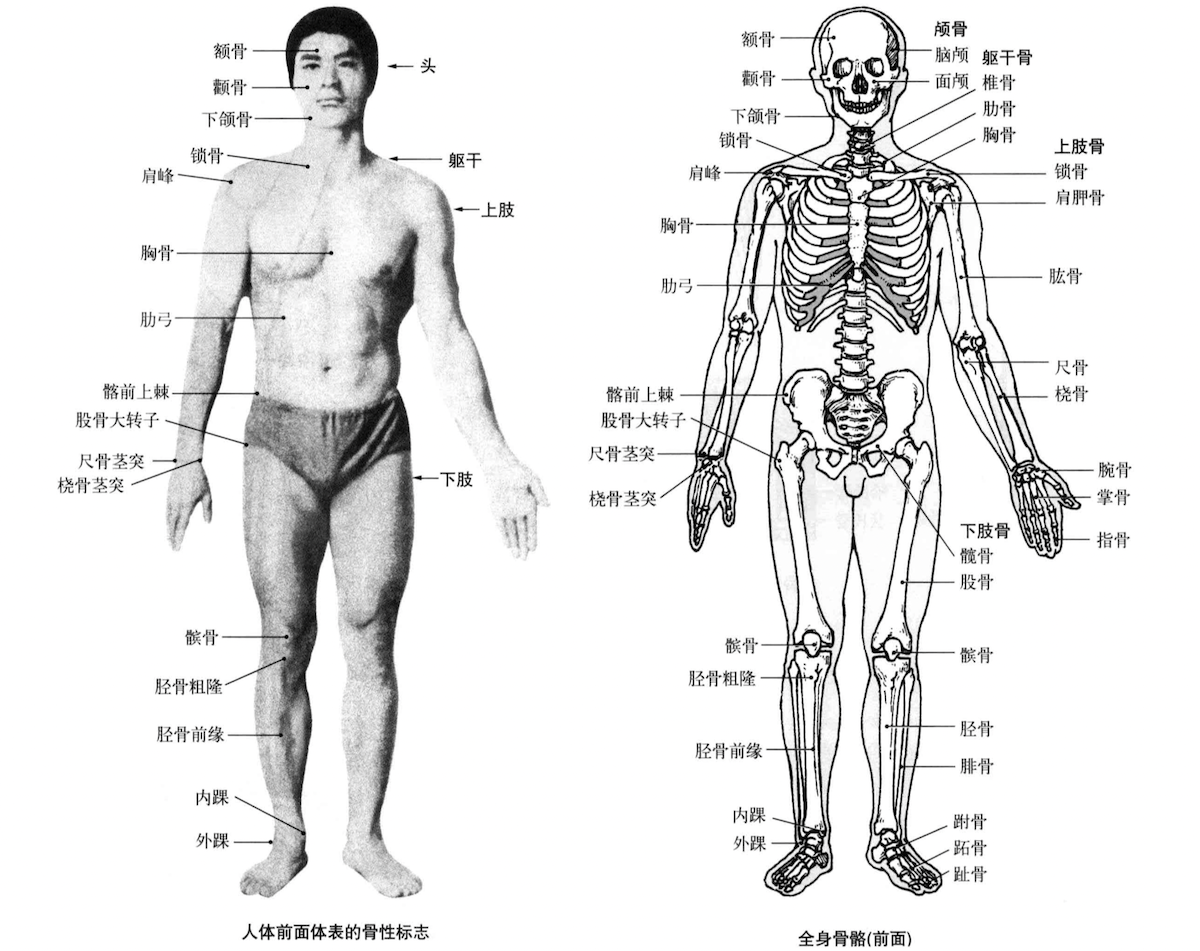 额骨
头
颧骨
下颌骨
锁骨
躯干
肩峰
上肢
胸骨
肋弓
髂前上棘
股骨大转子
尺骨茎突
桡骨茎突
下肢
髌骨
胫骨粗隆
胫骨前缘
内踝
外踝
人体前面体表的骨性标志
颅骨
额骨
脑颅
躯干骨
颧骨
面颅
椎骨
下颌骨
肋骨
锁骨
胸骨
上肢骨
肩峰
锁骨
肩胛骨
胸骨
肋弓
肱骨
尺骨
髂前上棘
桡骨
股骨大转子
尺骨茎突
腕骨
桡骨茎突
掌骨
下肢骨
指骨
髋骨
股骨
髌骨
髌骨
胫骨粗隆
胫骨
胫骨前缘
腓骨
内踝
跗骨
外踝
跖骨
趾骨
全身骨骼(前面)